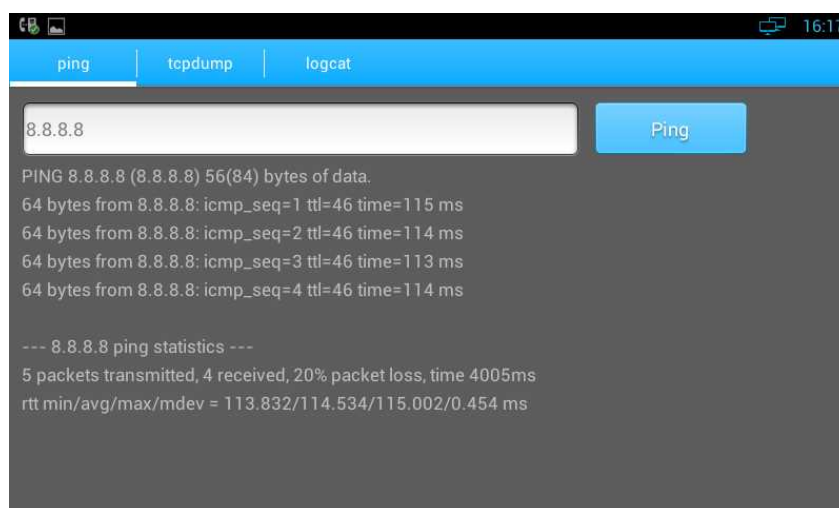 16:17
ping tcpdump logcat
8.8.8.8 Ping
PING 8.8.8.8 (8.8.8.8) 56(84) bytes of data.
64 bytes from 8.8.8.8: icmp_seq=1 ttl=46 time=115 ms
64 bytes from 8.8.8.8: icmp_seq=2 ttl=46 time=114 ms
64 bytes from 8.8.8.8: icmp_seq=3 ttl=46 time=113 ms
64 bytes from 8.8.8.8: icmp_seq=4 ttl=46 time=114 ms
--- 8.8.8.8 ping statistics ---
5 packets transmitted, 4 received, 20% packet loss, time 4005ms
rtt min/avg/max/mdev = 113.832/114.534/115.002/0.454 ms